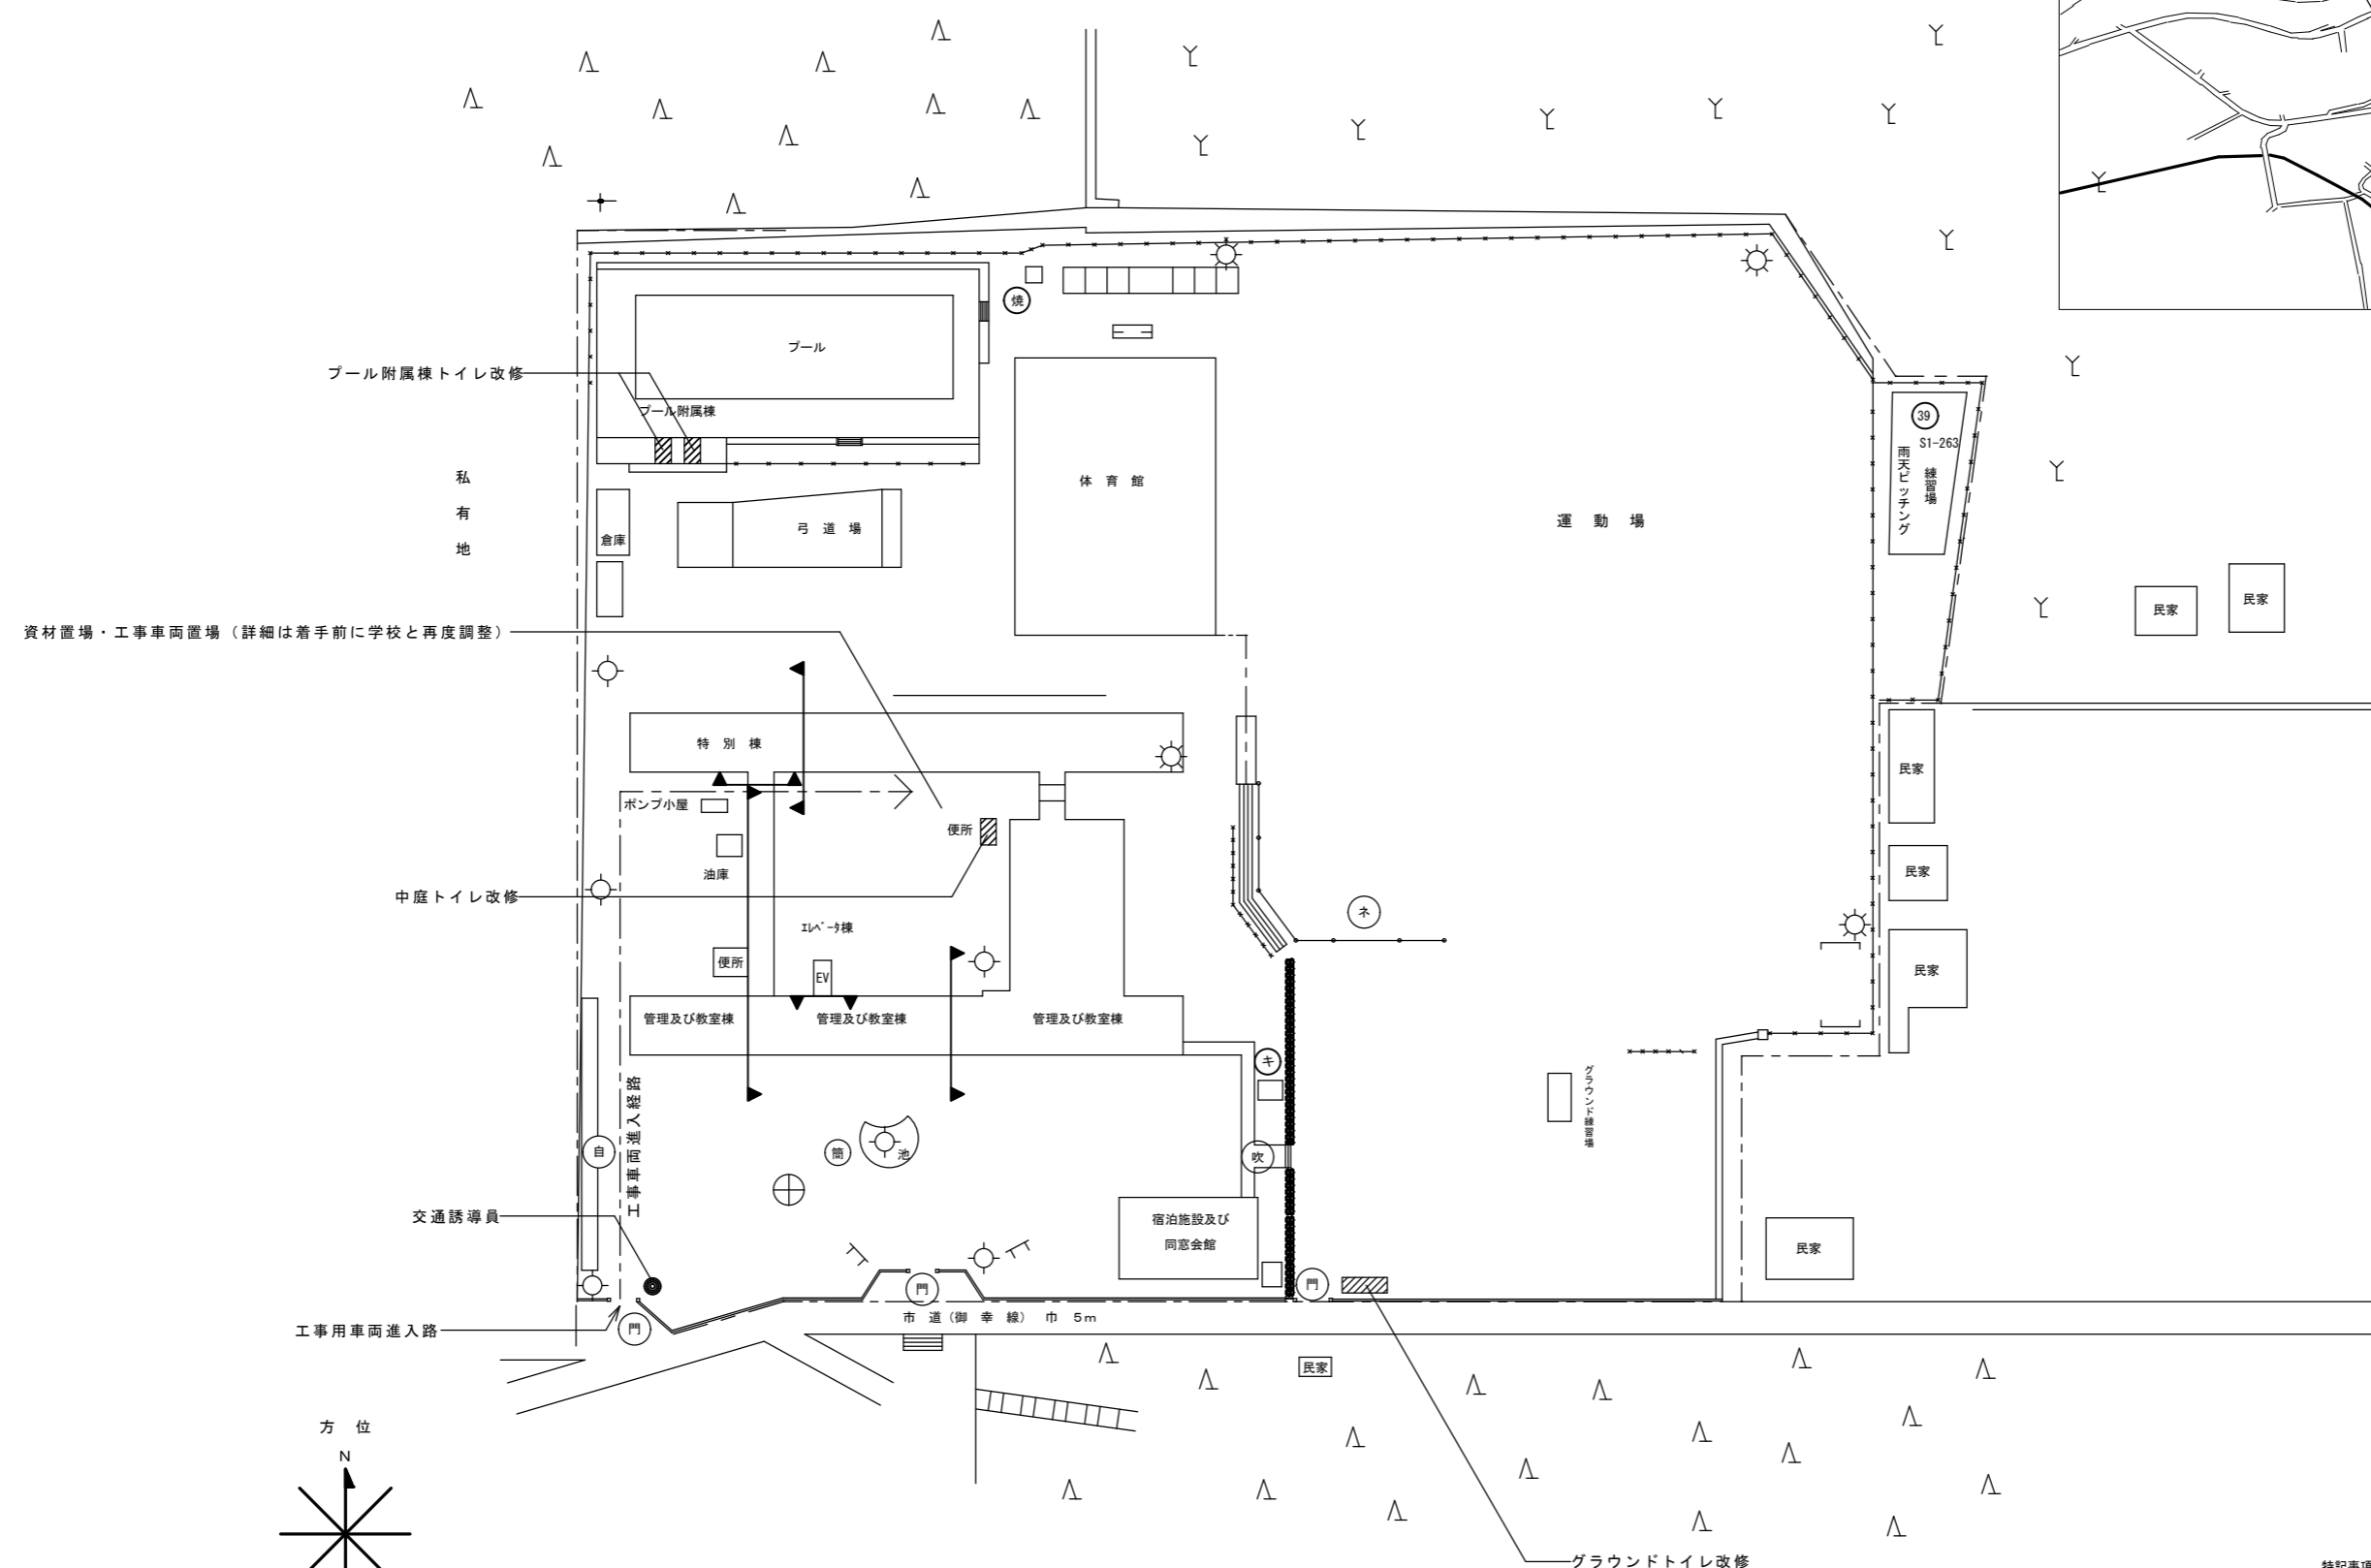 焼
プール
プール附属棟トイレ改修
プール附属棟
39
S1-263
雨天ピッチング
練習場
私有地
体育館
運動場
弓道場
倉庫
民家
民家
資材置場・工事車両置場（詳細は着手前に学校と再度調整）
特別棟
民家
ポンプ小屋
便所
油庫
民家
中庭トイレ改修
ネ
エレベータ棟
便所
EV
民家
管理及び教室棟
管理及び教室棟
管理及び教室棟
キ
グラウンド練習場
工事車両進入経路
自
簡
池
吹
交通誘導員
宿泊施設及び
同窓会館
民家
門
門
市道（御幸線） 巾 5m
工事用車両進入路
門
民家
方位
N
グラウンドトイレ改修
特記事項